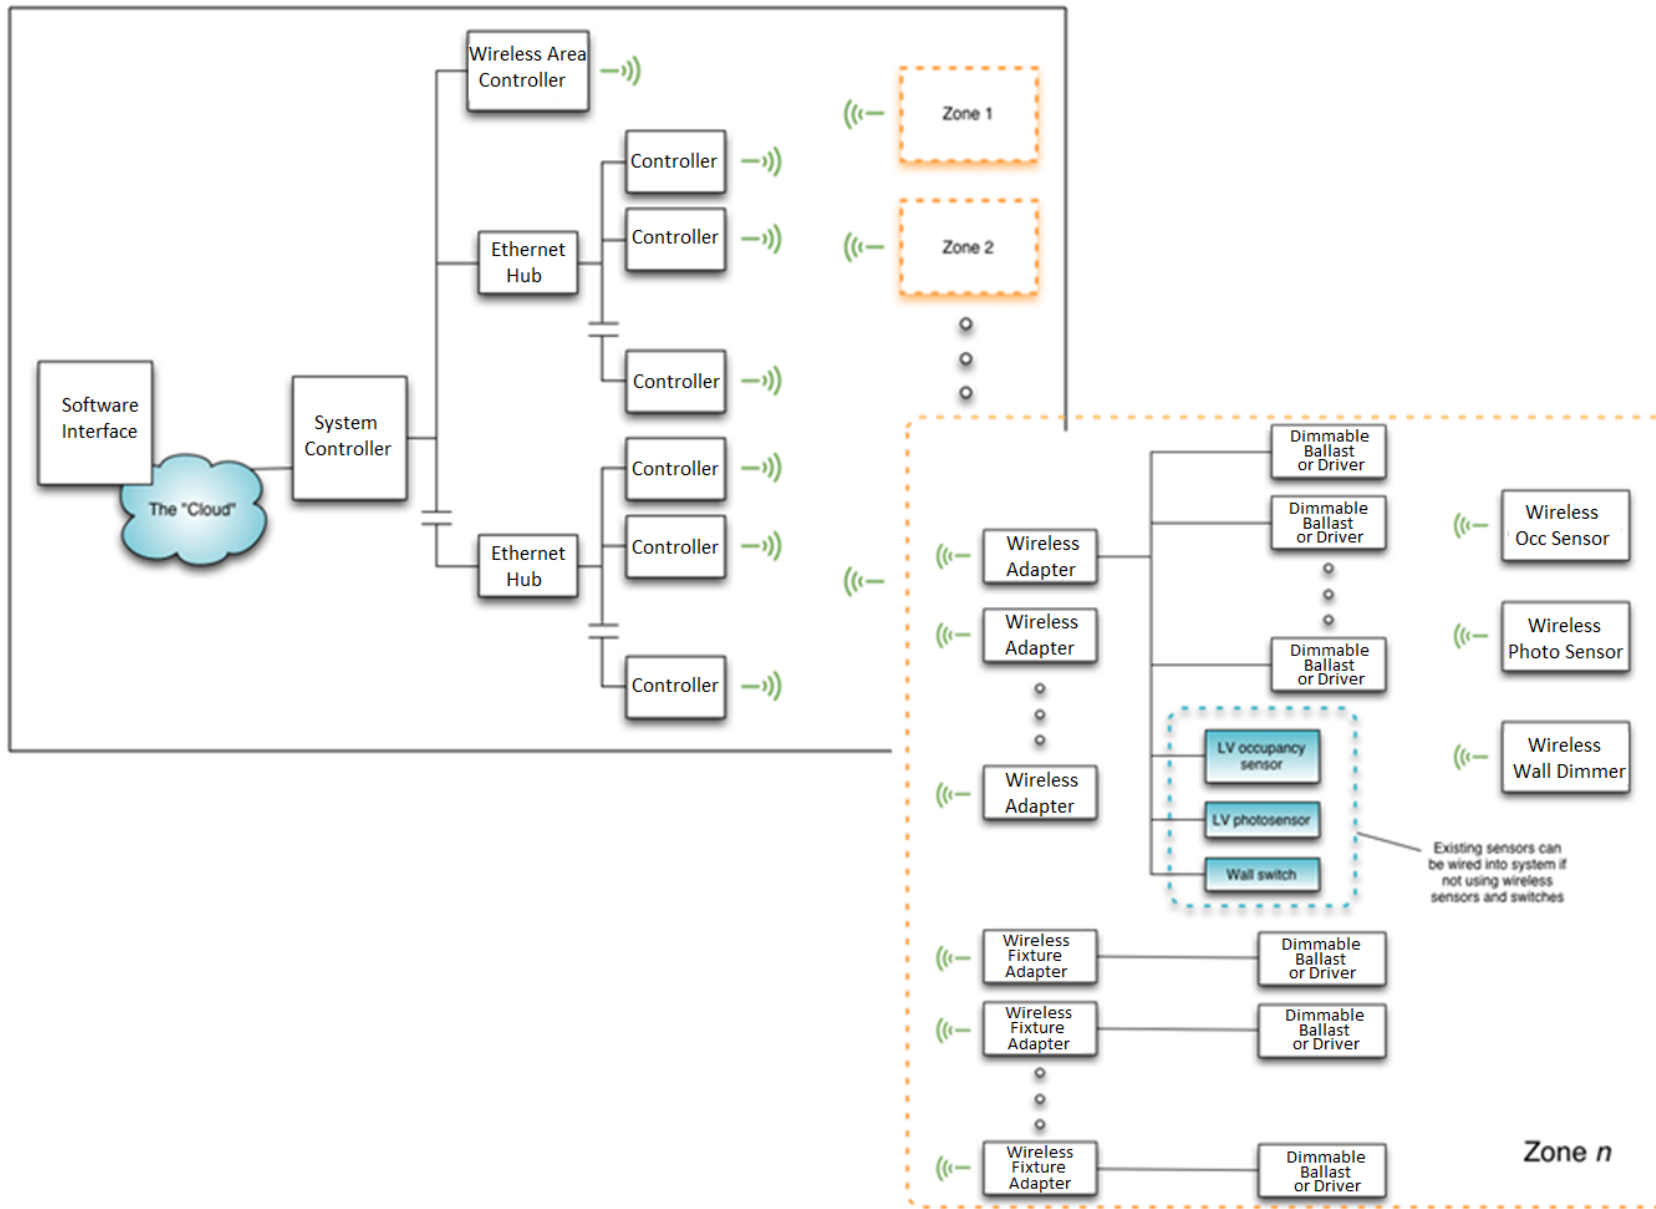 Wireless Area
Controller
Controller
Controller
Ethernet
Hub
Controller
Software
Interface
The "Cloud"
System
Controller
Controller
Controller
Ethernet
Hub
Controller
Zone 1
Zone 2
Wireless
Adapter
Wireless
Adapter
Wireless
Adapter
Dimmable
Ballast
or Driver
Dimmable
Ballast
or Driver
Dimmable
Ballast
or Driver
LV occupancy
sensor
LV photosensor
Wall switch
Wireless
Occ Sensor
Wireless
Photo Sensor
Wireless
Wall Dimmer
Existing sensors can
be wired into system if
not using wireless
sensors and switches
Wireless
Fixture
Adapter
Dimmable
Ballast
or Driver
Wireless
Fixture
Adapter
Dimmable
Ballast
or Driver
Wireless
Fixture
Adapter
Dimmable
Ballast
or Driver
Zone n